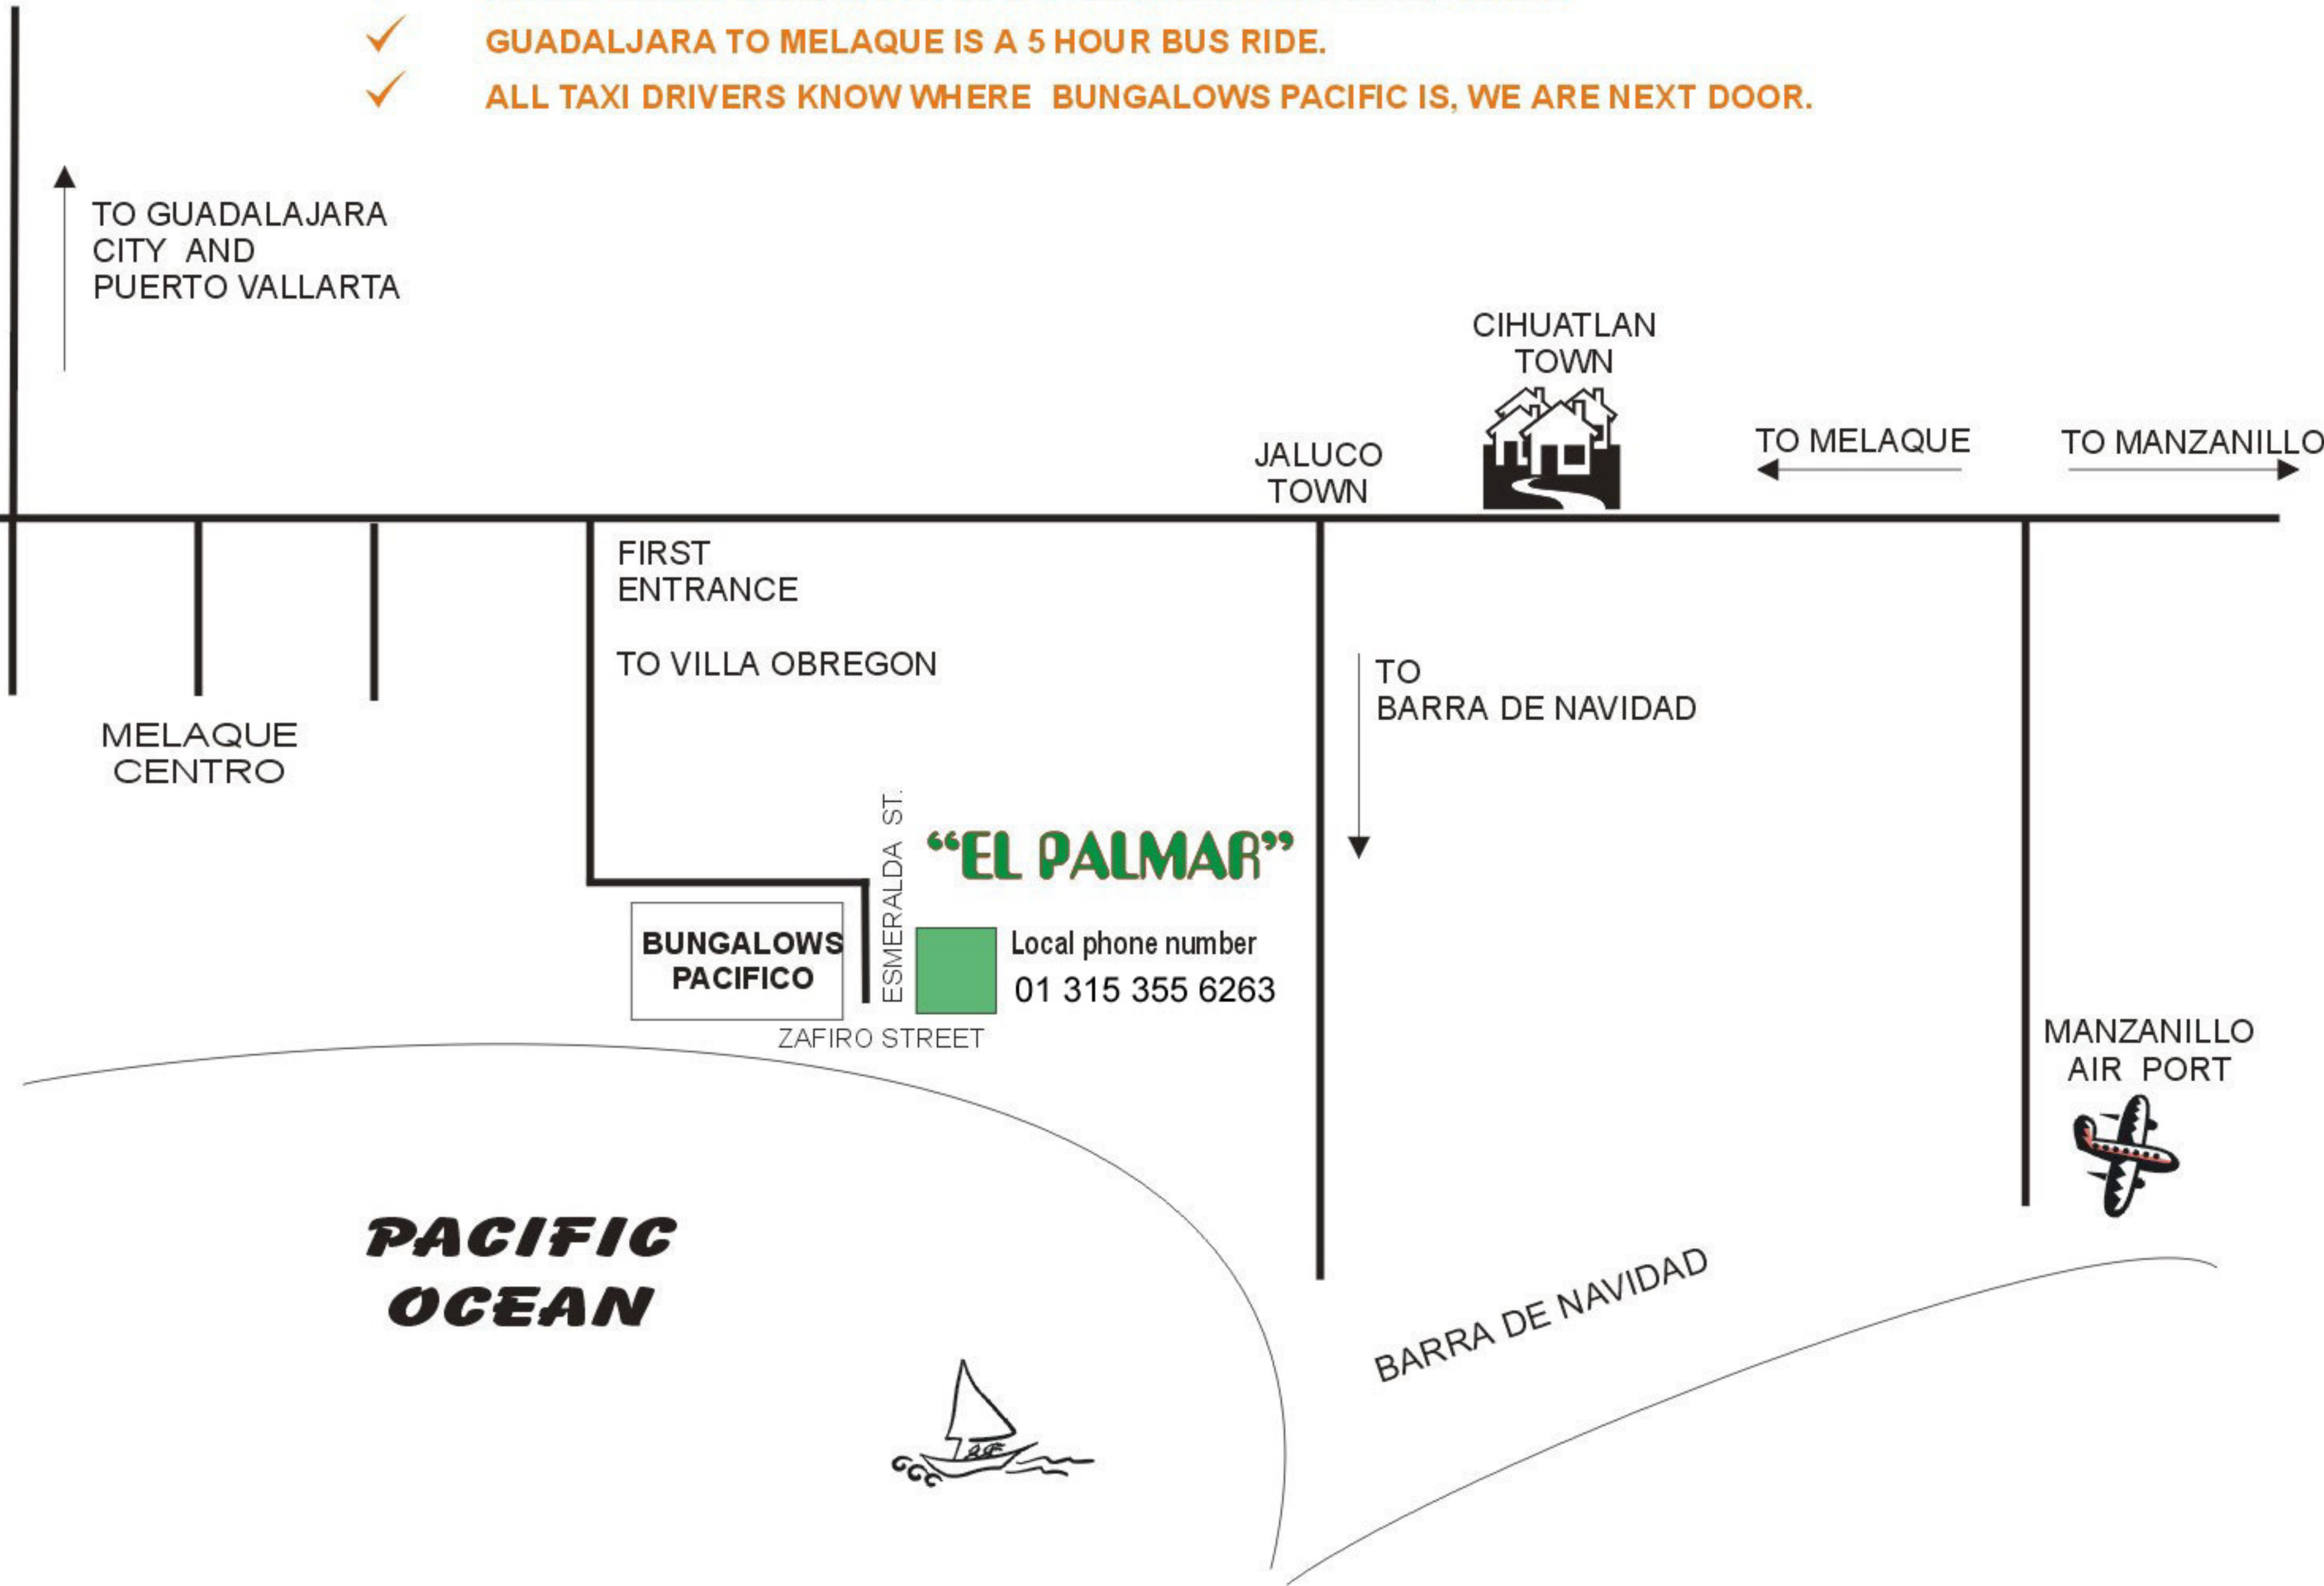 GUADALJARA TO MELAQUE IS A 5 HOUR BUS RIDE.
ALL TAXI DRIVERS KNOW WHERE BUNGALOWS PACIFIC IS, WE ARE NEXT DOOR.
TO GUADALAJARA
CITY AND
PUERTO VALLARTA
CIHUATLAN
TOWN
JALUCO
TOWN
TO MELAQUE
TO MANZANILLO
FIRST
ENTRANCE
TO VILLA OBREGON
TO
BARRA DE NAVIDAD
MELAQUE
CENTRO
ESMERALDA ST.
“EL PALMAR”
BUNGALOWS
PACIFICO
Local phone number
01 315 355 6263
ZAFIRO STREET
MANZANILLO
AIR PORT
PACIFIC
OCEAN
BARRA DE NAVIDAD